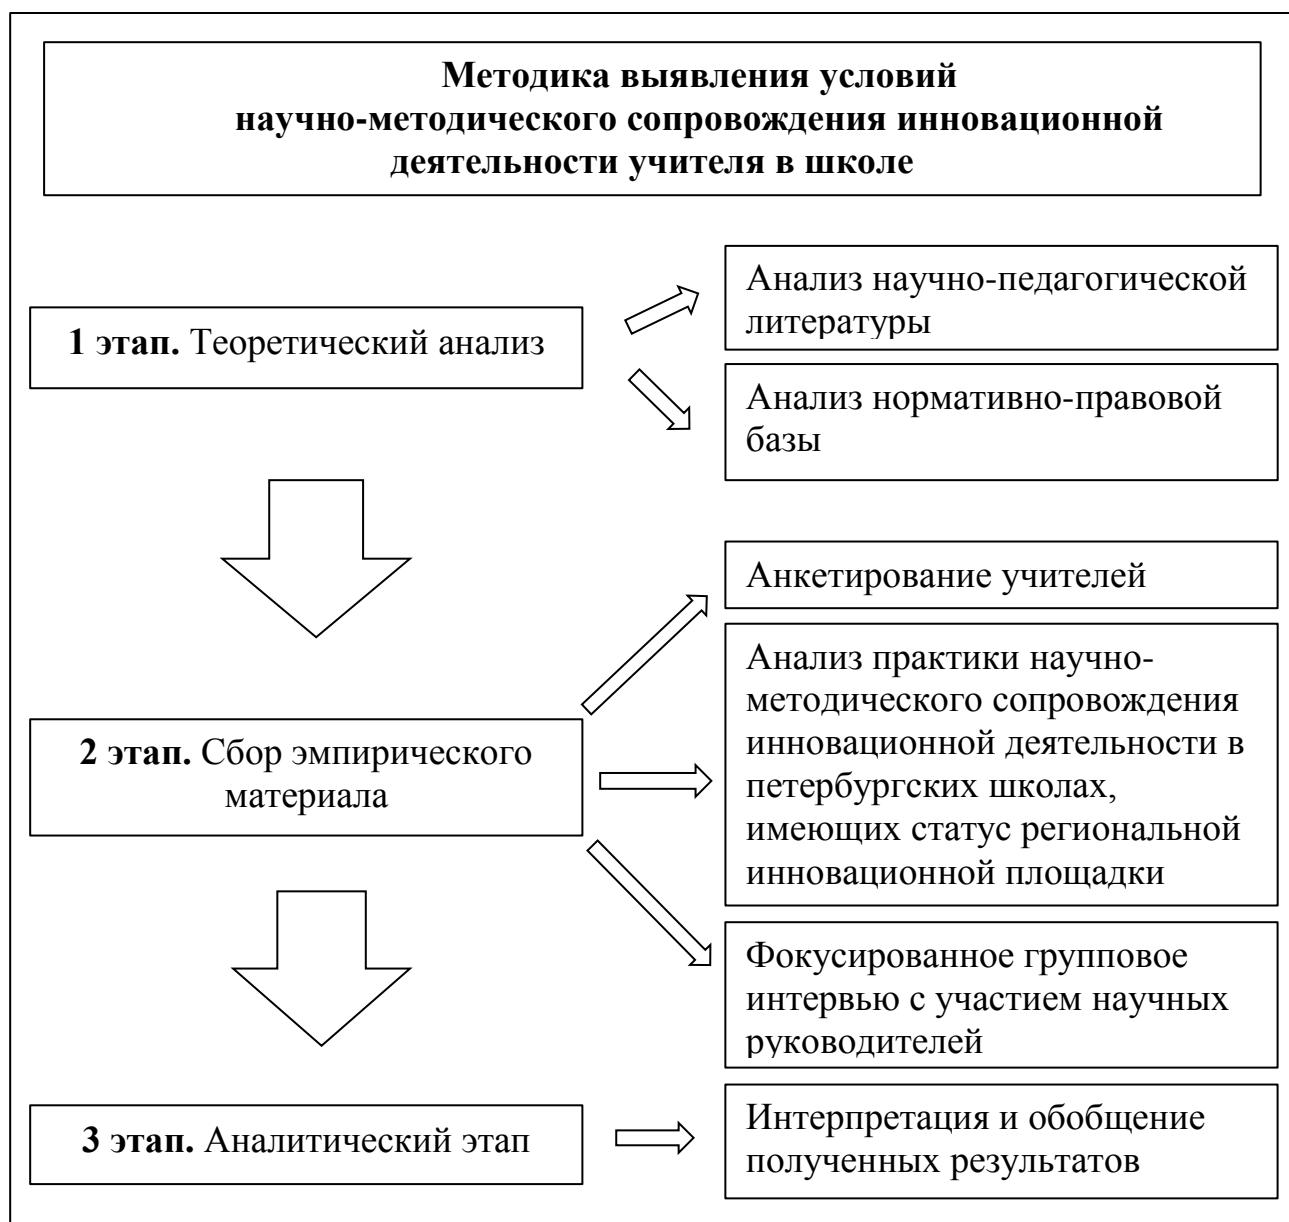 Методика выявления условий
научно-методического сопровождения инновационной
деятельности учителя в школе
1 этап. Теоретический анализ
Анализ научно-педагогической
литературы
Анализ нормативно-правовой
базы
2 этап. Сбор эмпирического
материала
Анкетирование учителей
Анализ практики научно-
методического сопровождения
инновационной деятельности в
петербургских школах,
имеющих статус региональной
инновационной площадки
Фокусированное групповое
интервью с участием научных
руководителей
3 этап. Аналитический этап
Интерпретация и обобщение
полученных результатов